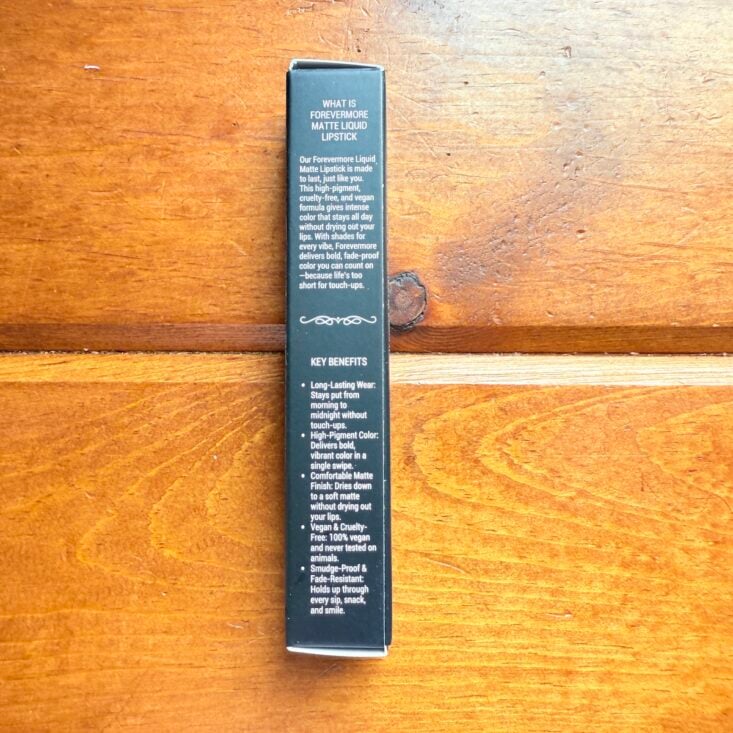 WHAT IS
FOREVERMORE
MATTE LIQUID
LIPSTICK
Our Forevermore Liquid
Matte Lipstick is made
to last, just like you.
This high-pigment,
cruelty-free, and vegan
formula gives intense
color that stays all day
without drying out your
lips. With shades for
every vibe, Forevermore
delivers bold, fade-proof
color you can count on
—because life's too
short for touch-ups.
KEY BENEFITS
• Long-Lasting Wear:
Stays put from
morning to
midnight without
touch-ups.
• High-Pigment Color:
Delivers bold,
vibrant color in a
single swipe.
• Comfortable Matte
Finish: Dries down
to a soft matte
without drying out
your lips.
• Vegan & Cruelty-
Free: 100% vegan
and never tested on
animals.
• Smudge-Proof &
Fade-Resistant:
Holds up through
every sip, snack,
and smile.